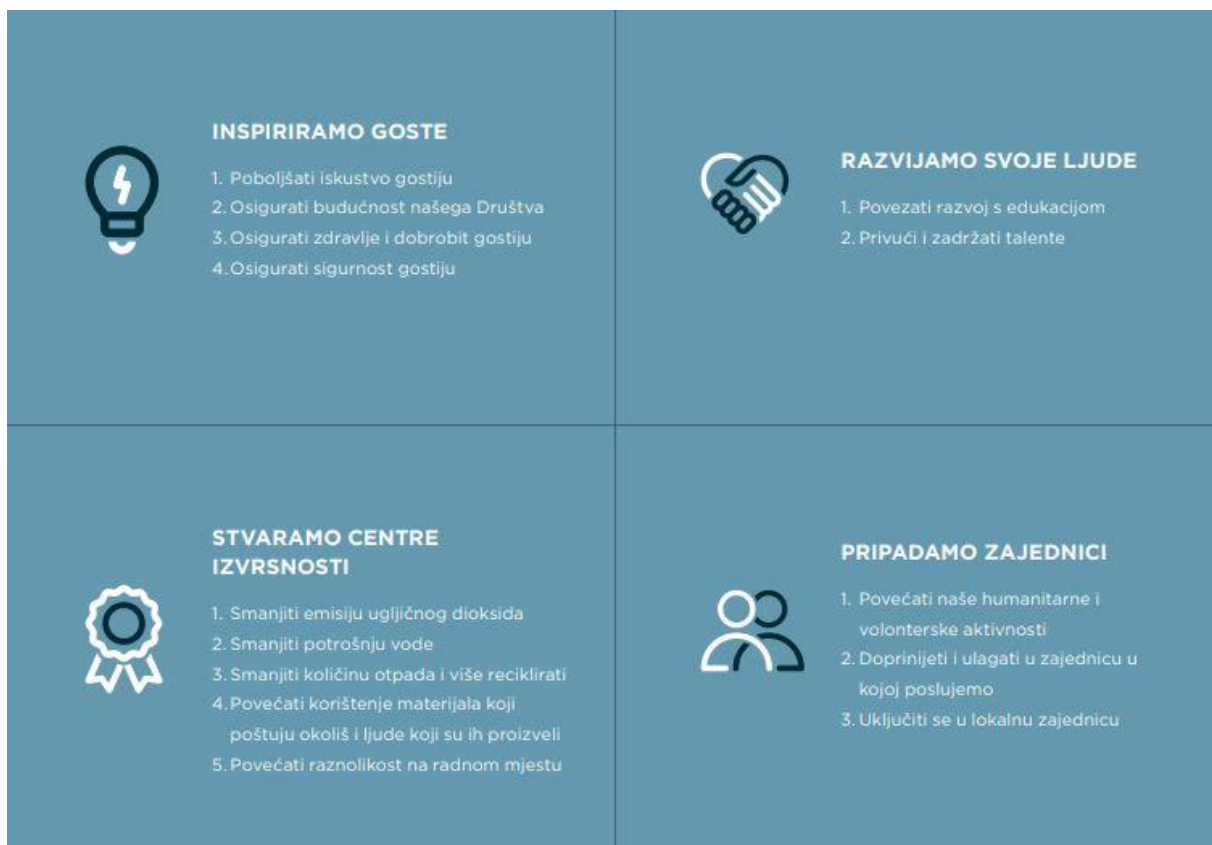 INSPIRIRAMO GOSTE
1. Poboljšati iskustvo gostiju
2. Osigurati budućnost našega Društva
3. Osigurati zdravlje i dobrobit gostiju
4. Osigurati sigurnost gostiju
RAZVIJAMO SVOJE LJUDE
1. Povezati razvoj s edukacijom
2. Privući i zadržati talente
STVARAMO CENTRE
IZVRSNOSTI
1. Smanjiti emisiju ugljičnog dioksida
2. Smanjiti potrošnju vode
3. Smanjiti količinu otpada i više reciklirati
4. Povećati korištenje materijala koji
poštuju okoliš i ljude koji su ih proizveli
5. Povećati raznolikost na radnom mjestu
PRIPADAMO ZAJEDNICI
1. Povećati naše humanitarne i
volonterske aktivnosti
2. Doprinijeti i ulagati u zajednicu u
kojoj poslujemo
3. Uključiti se u lokalnu zajednicu